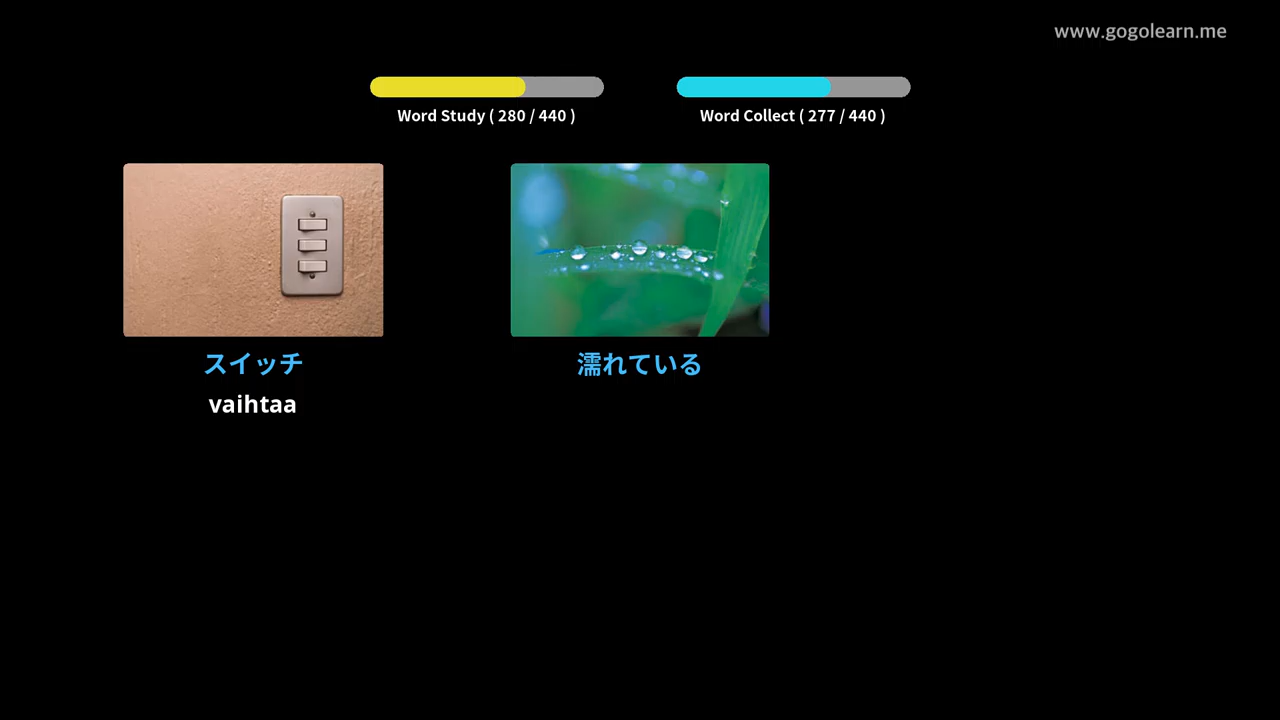 www.gogolearn.me
Word Study ( 280 / 440 )
Word Collect ( 277 / 440 )
スイッチ
vaihtaa
濡れている